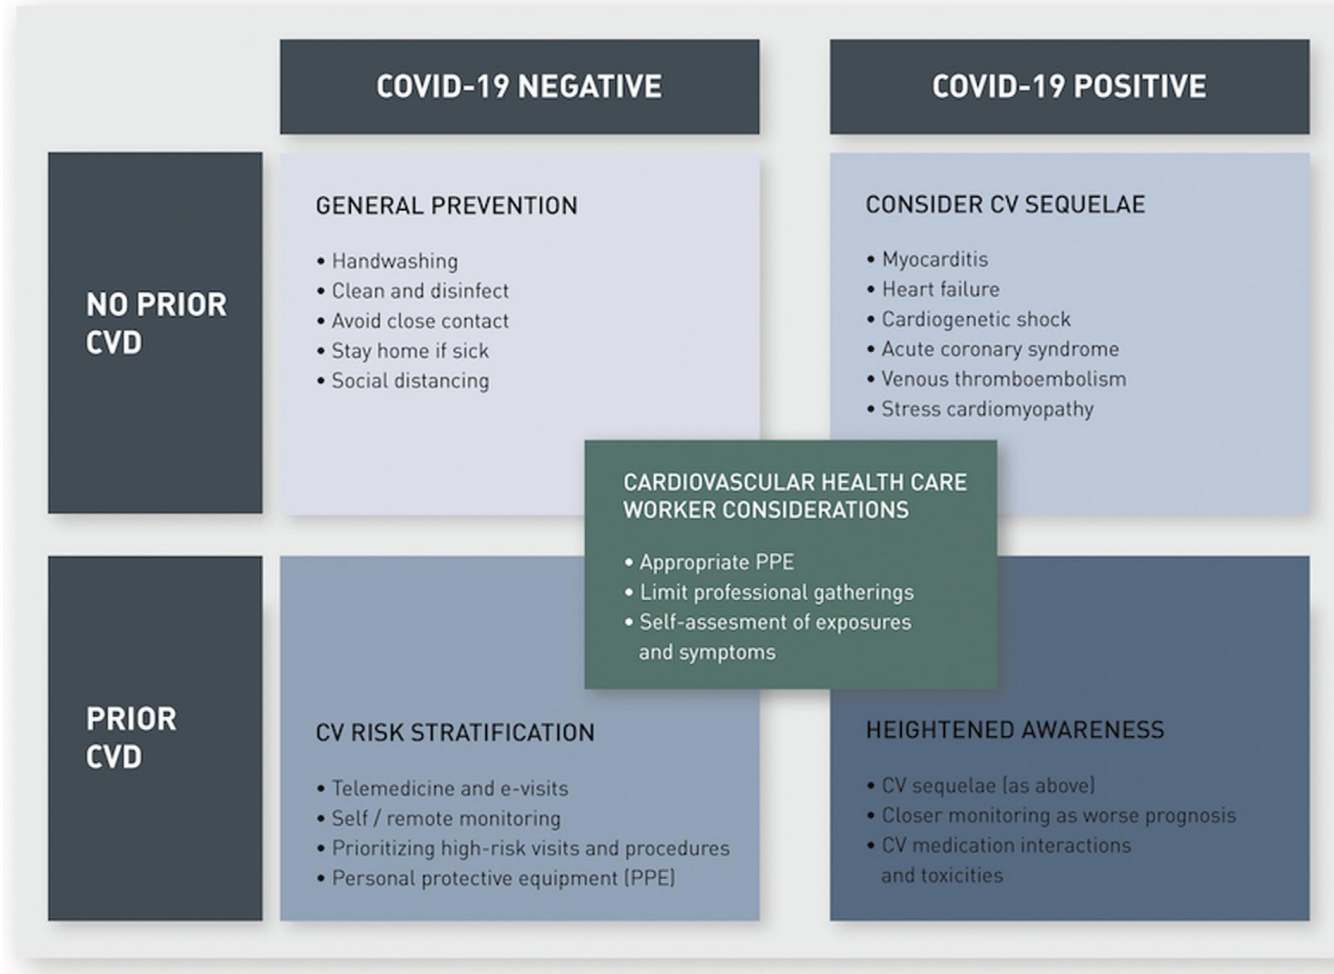 COVID-19 NEGATIVE
COVID-19 POSITIVE
NO PRIOR
CVD
GENERAL PREVENTION
• Handwashing
• Clean and disinfect
• Avoid close contact
• Stay home if sick
• Social distancing
CONSIDER CV SEQUELAE
• Myocarditis
• Heart failure
• Cardiogenetic shock
• Acute coronary syndrome
• Venous thromboembolism
• Stress cardiomyopathy
CARDIOVASCULAR HEALTH CARE
WORKER CONSIDERATIONS
• Appropriate PPE
• Limit professional gatherings
• Self-assesment of exposures
and symptoms
PRIOR
CVD
CV RISK STRATIFICATION
• Telemedicine and e-visits
• Self / remote monitoring
• Prioritizing high-risk visits and procedures
• Personal protective equipment (PPE)
HEIGHTENED AWARENESS
• CV sequelae (as above)
• Closer monitoring as worse prognosis
• CV medication interactions
and toxicities